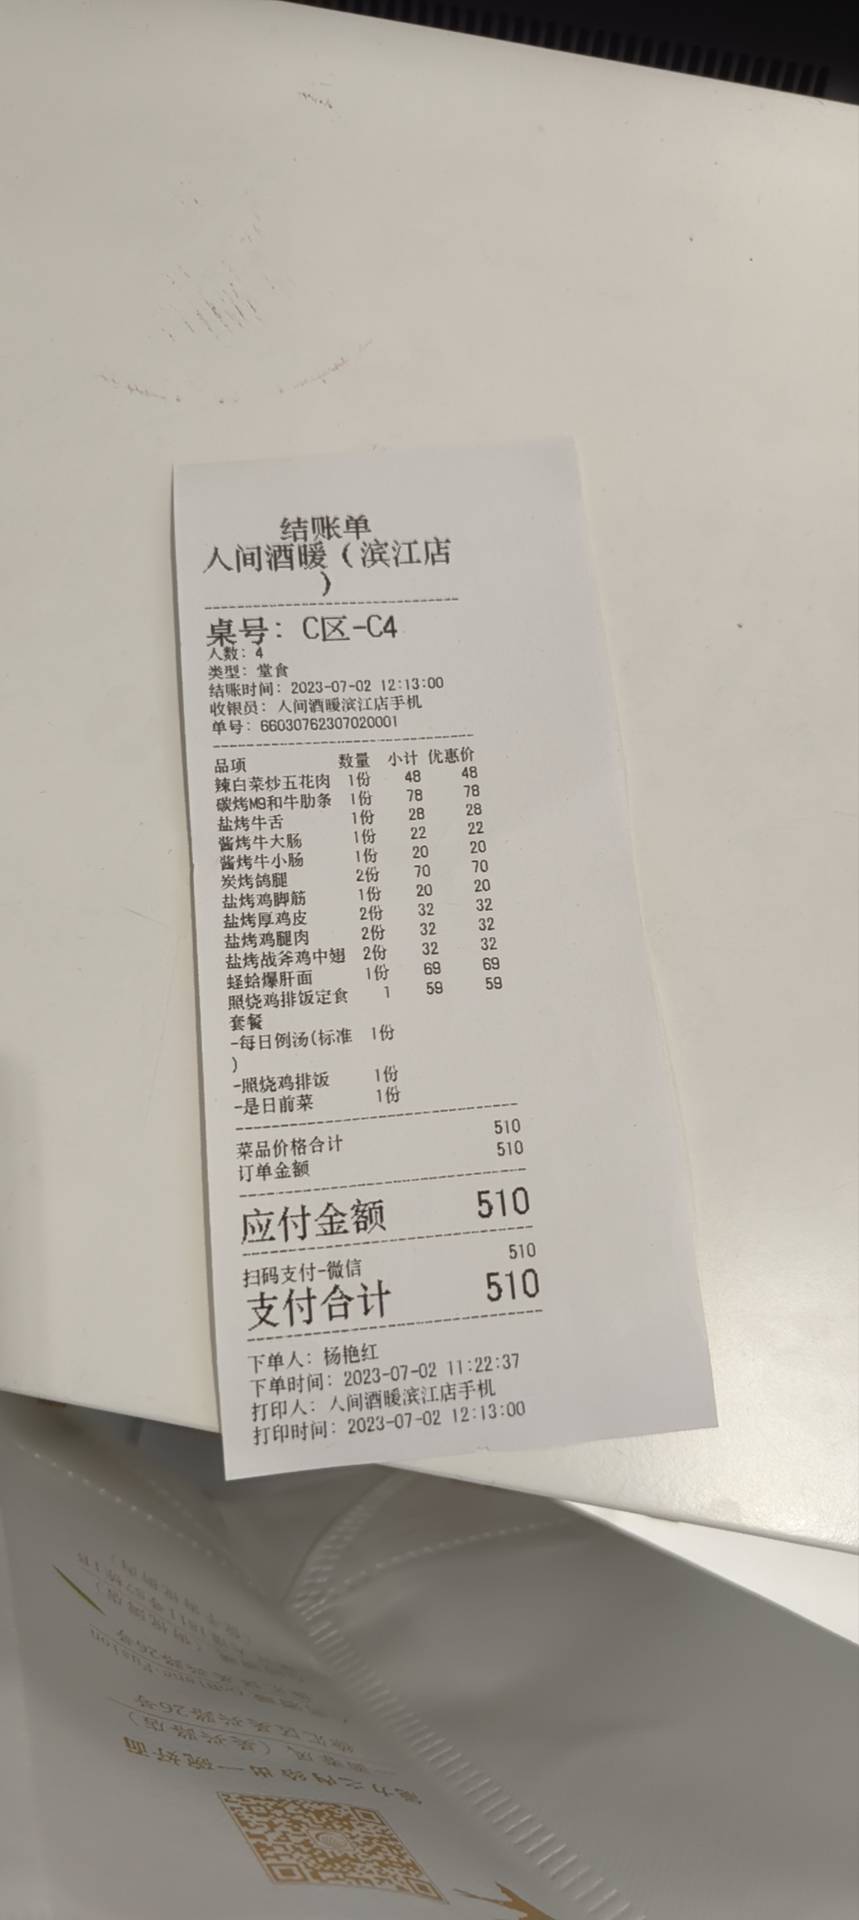 结账单
人间酒暖（滨江店
）
桌号：C区-C4
人数：4
类型：堂食
结账时间：2023-07-02 12:13:00
收银员：人间酒暖滨江店手机
单号：66030762307020001
品项 数量 小计 优惠价
辣白菜炒五花肉 1份 48 48
碳烤M9和牛肋条 1份 78 78
盐烤牛舌 1份 28 28
酱烤牛大肠 1份 22 22
酱烤牛小肠 1份 20 20
炭烤鸽腿 2份 70 70
盐烤鸡脚筋 1份 20 20
盐烤厚鸡皮 2份 32 32
盐烤鸡腿肉 2份 32 32
盐烤战斧鸡中翅 2份 32 32
蛏蛤爆肝面 1份 69 69
照烧鸡排饭定食 1 59 59
套餐
-每日例汤(标准 1份
)
-照烧鸡排饭 1份
-是日前菜 1份
菜品价格合计 510
订单金额 510
应付金额 510
扫码支付-微信 510
支付合计 510
下单人：杨艳红
下单时间：2023-07-02 11:22:37
打印人：人间酒暖滨江店手机
打印时间：2023-07-02 12:13:00